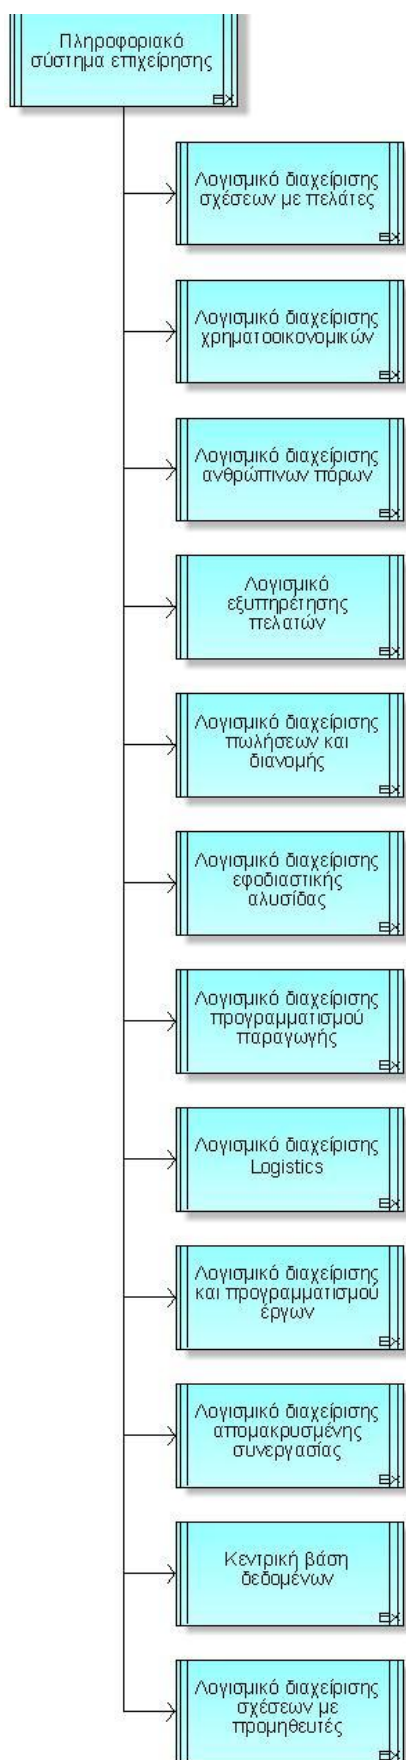 Πληροφοριακό
σύστημα επιχείρησης
Λογισμικό διαχείρισης
σχέσεων με πελάτες
Λογισμικό διαχείρισης
χρηματοοικονομικών
Λογισμικό διαχείρισης
ανθρώπινων πόρων
Λογισμικό
εξυπηρέτησης
πελατών
Λογισμικό διαχείρισης
πωλήσεων και
διανομής
Λογισμικό διαχείρισης
εφοδιαστικής
αλυσίδας
Λογισμικό διαχείρισης
προγραμματισμού
παραγωγής
Λογισμικό διαχείρισης
Logistics
Λογισμικό διαχείρισης
και προγραμματισμού
έργων
Λογισμικό διαχείρισης
απομακρυσμένης
συνεργασίας
Κεντρική βάση
δεδομένων
Λογισμικό διαχείρισης
σχέσεων με
προμηθευτές